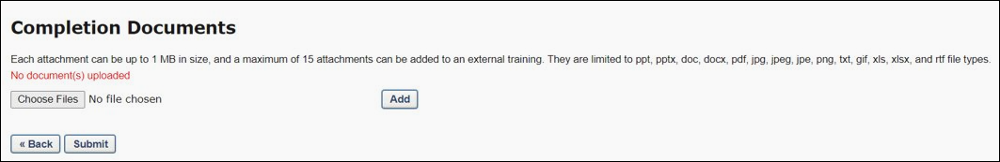 Completion Documents
Each attachment can be up to 1 MB in size, and a maximum of 15 attachments can be added to an external training. They are limited to ppt, pptx, doc, docx, pdf, jpg, jpeg, jpe, png, txt, gif, xls, xlsx, and rtf file types.
No document(s) uploaded
Choose Files No file chosen Add
« Back Submit